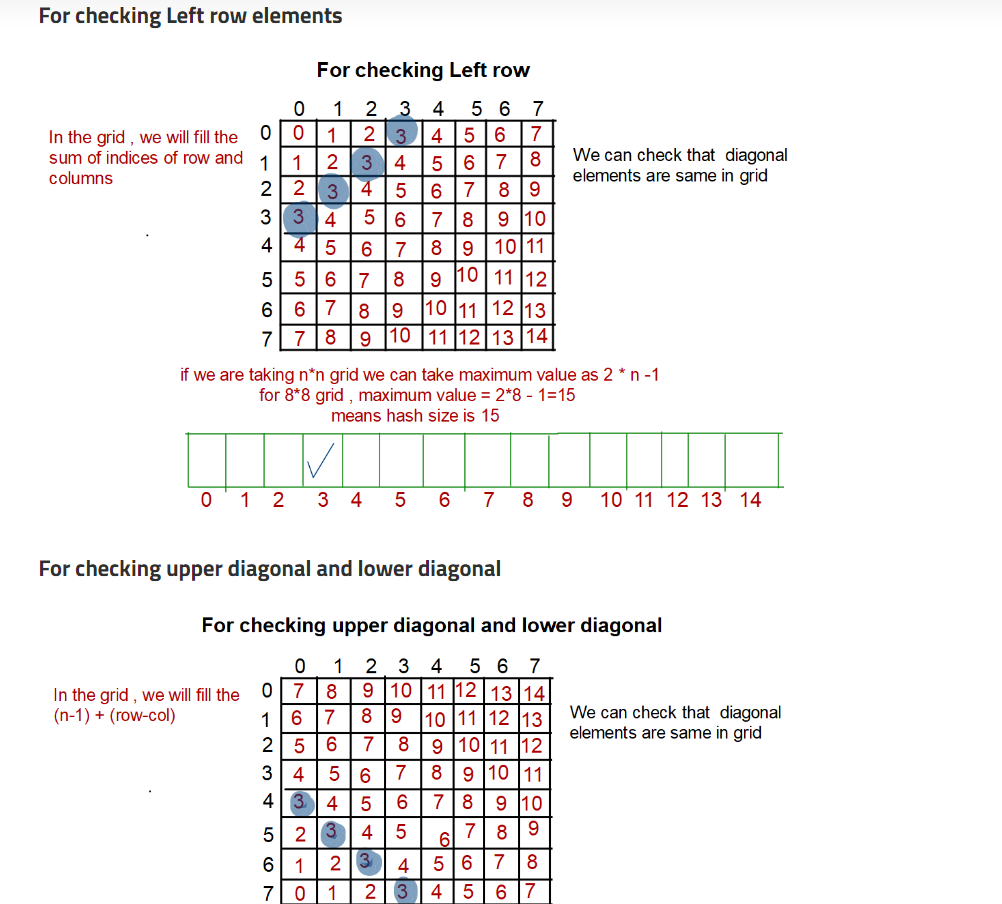 For checking Left row elements
For checking Left row
0 1 2 3 4 5 6 7
In the grid , we will fill the
sum of indices of row and
columns
0 0 1 2 3 4 5 6 7
1 1 2 3 4 5 6 7 8
2 2 3 4 5 6 7 8 9
3 3 4 5 6 7 8 9 10
4 4 5 6 7 8 9 10 11
5 5 6 7 8 9 10 11 12
6 6 7 8 9 10 11 12 13
7 7 8 9 10 11 12 13 14
We can check that diagonal
elements are same in grid
if we are taking n*n grid we can take maximum value as 2 * n -1
for 8*8 grid , maximum value = 2*8 - 1=15
means hash size is 15
0 1 2 3 4 5 6 7 8 9 10 11 12 13 14
For checking upper diagonal and lower diagonal
For checking upper diagonal and lower diagonal
0 1 2 3 4 5 6 7
In the grid , we will fill the
(n-1) + (row-col)
0 7 8 9 10 11 12 13 14
1 6 7 8 9 10 11 12 13
2 5 6 7 8 9 10 11 12
3 4 5 6 7 8 9 10 11
4 3 4 5 6 7 8 9 10
5 2 3 4 5 6 7 8 9
6 1 2 3 4 5 6 7 8
7 0 1 2 3 4 5 6 7
We can check that diagonal
elements are same in grid